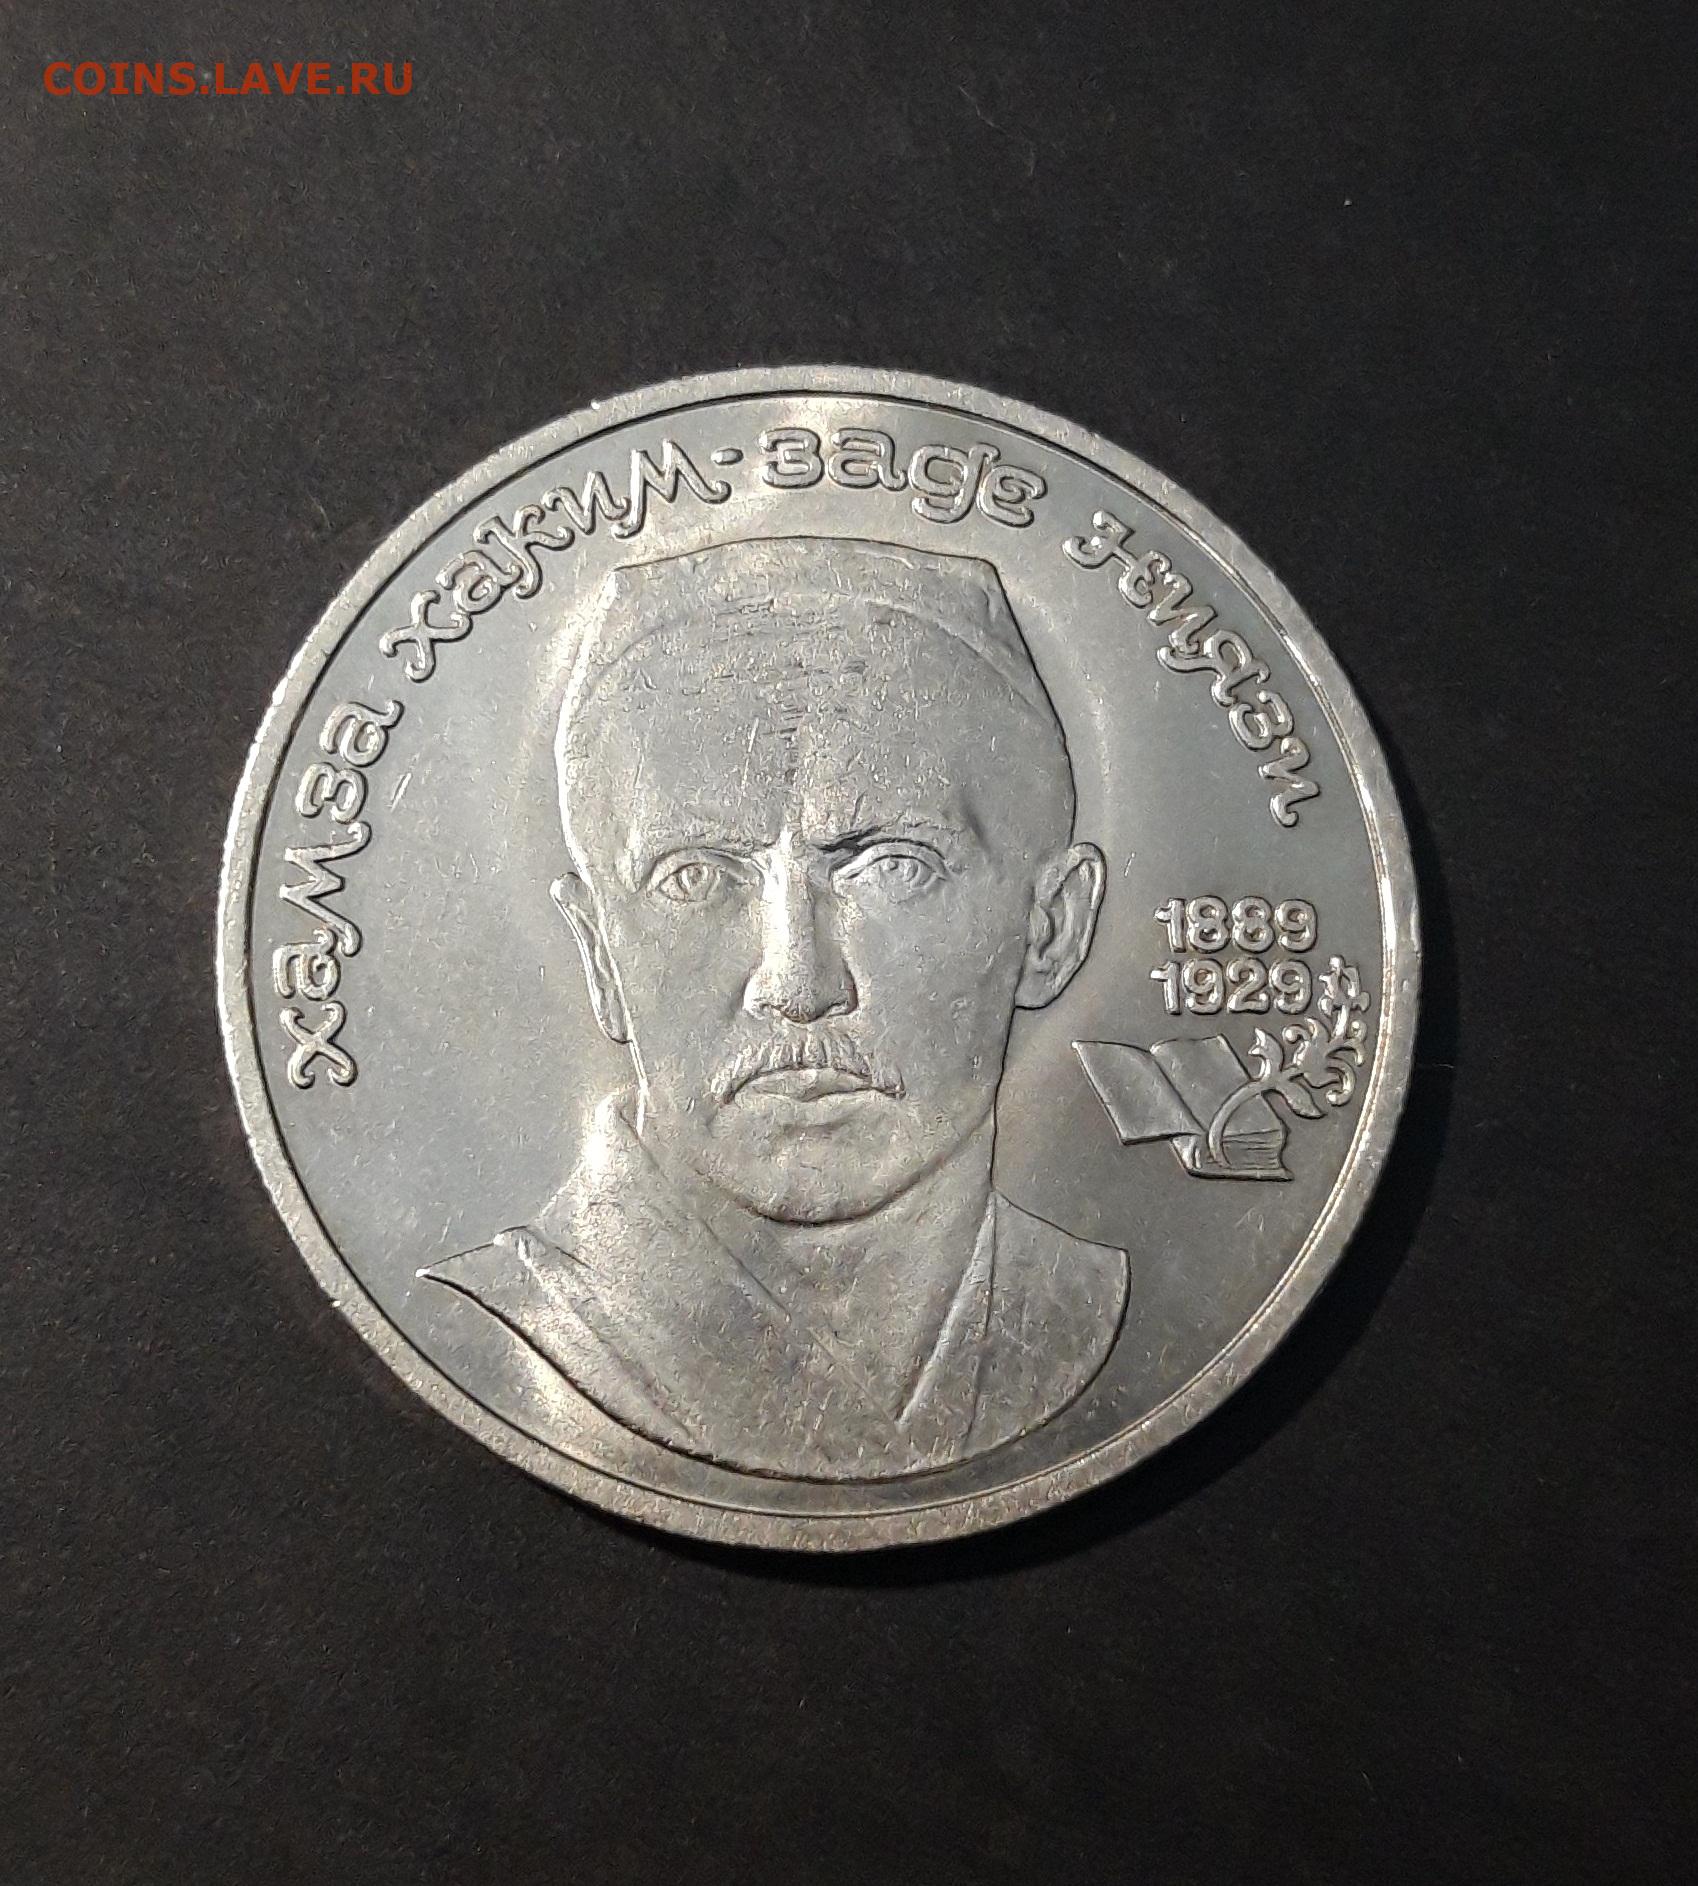 COINS.LAVE.RU
хамза хаким-заде ниязи
1889
1929